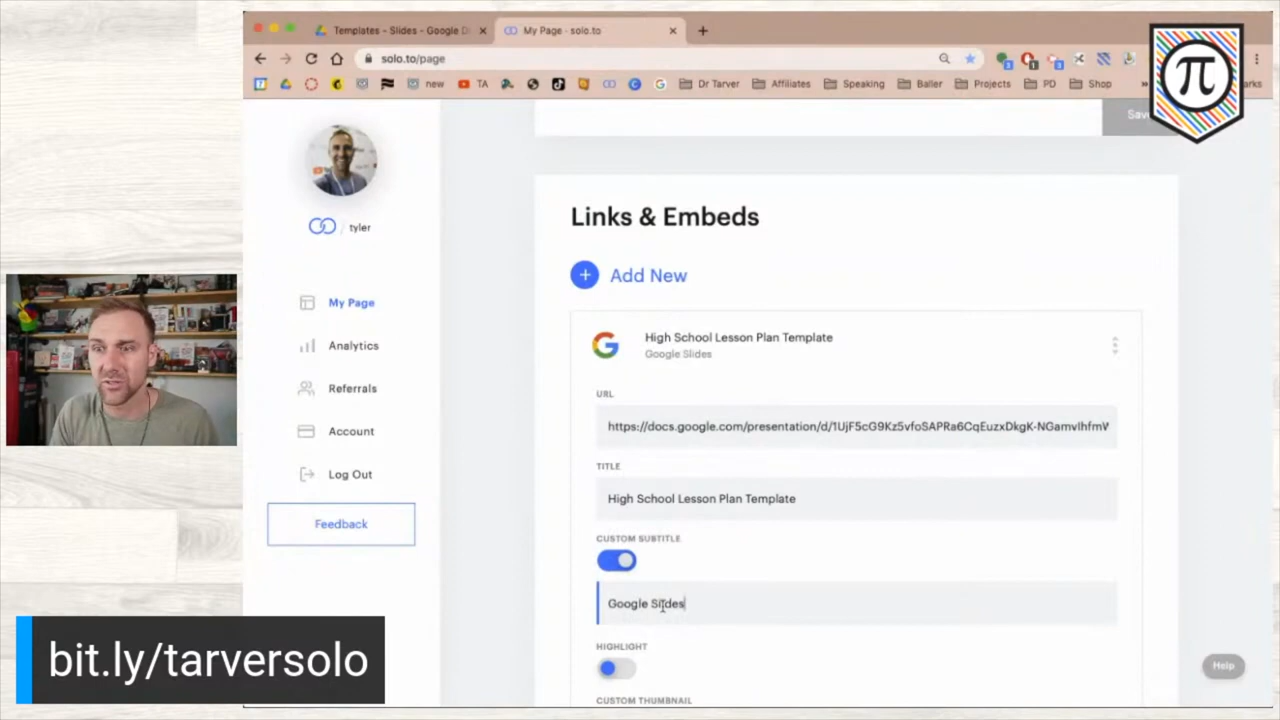 Templates - Slides - Google D
My Page · solo.to
solo.to/page
new
TA
Dr Tarver
Affiliates
Speaking
Baller
Projects
PD
Shop
»
arks
π
Sav
tyler
Links & Embeds
Add New
My Page
Analytics
Referrals
Account
Log Out
Feedback
High School Lesson Plan Template
Google Slides
URL
https://docs.google.com/presentation/d/1UjF5cG9Kz5vfoSAPRa6CqEuzxDkgK-NGamvIhfmW
TITLE
High School Lesson Plan Template
CUSTOM SUBTITLE
Google Slides
HIGHLIGHT
CUSTOM THUMBNAIL
Help
bit.ly/tarversolo